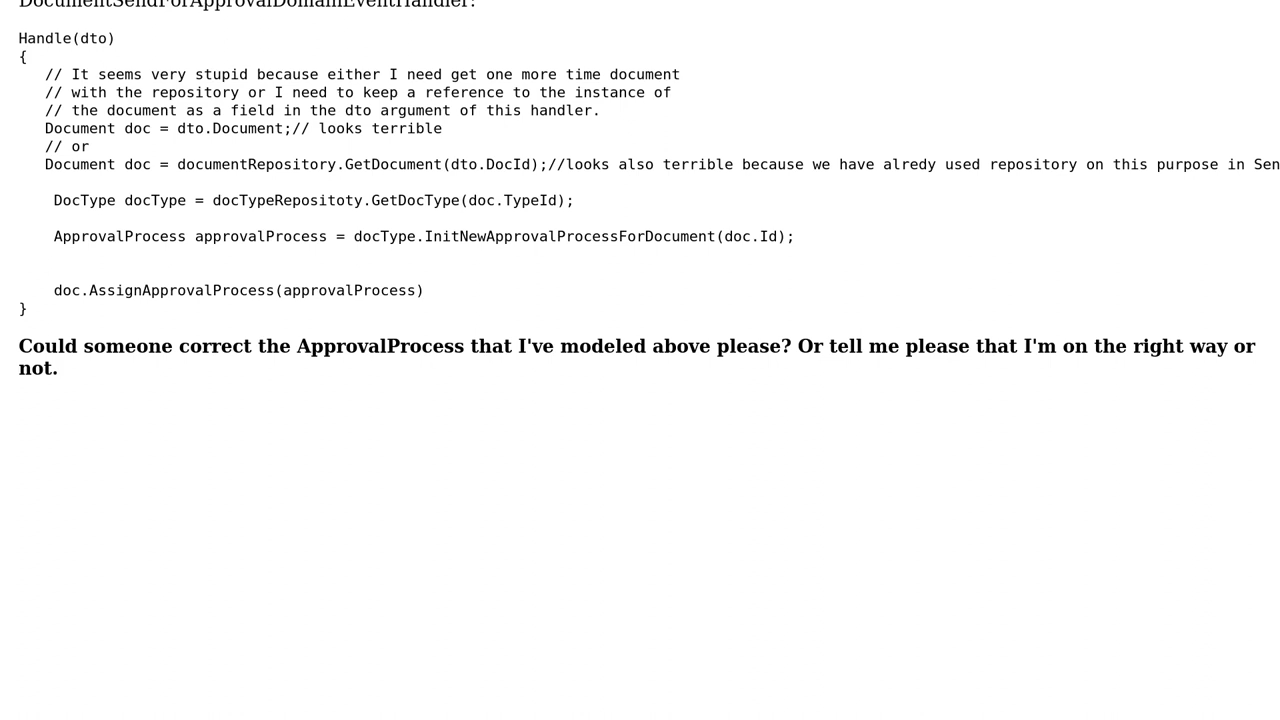 DocumentSendForApprovalDomainEventHandler:
Handle(dto)
{
// It seems very stupid because either I need get one more time document
// with the repository or I need to keep a reference to the instance of
// the document as a field in the dto argument of this handler.
Document doc = dto.Document;// looks terrible
// or
Document doc = documentRepository.GetDocument(dto.DocId);//looks also terrible because we have alredy used repository on this purpose in Sen
DocType docType = docTypeRepositoty.GetDocType(doc.TypeId);
ApprovalProcess approvalProcess = docType.InitNewApprovalProcessForDocument(doc.Id);
doc.AssignApprovalProcess(approvalProcess)
}
Could someone correct the ApprovalProcess that I've modeled above please? Or tell me please that I'm on the right way or
not.